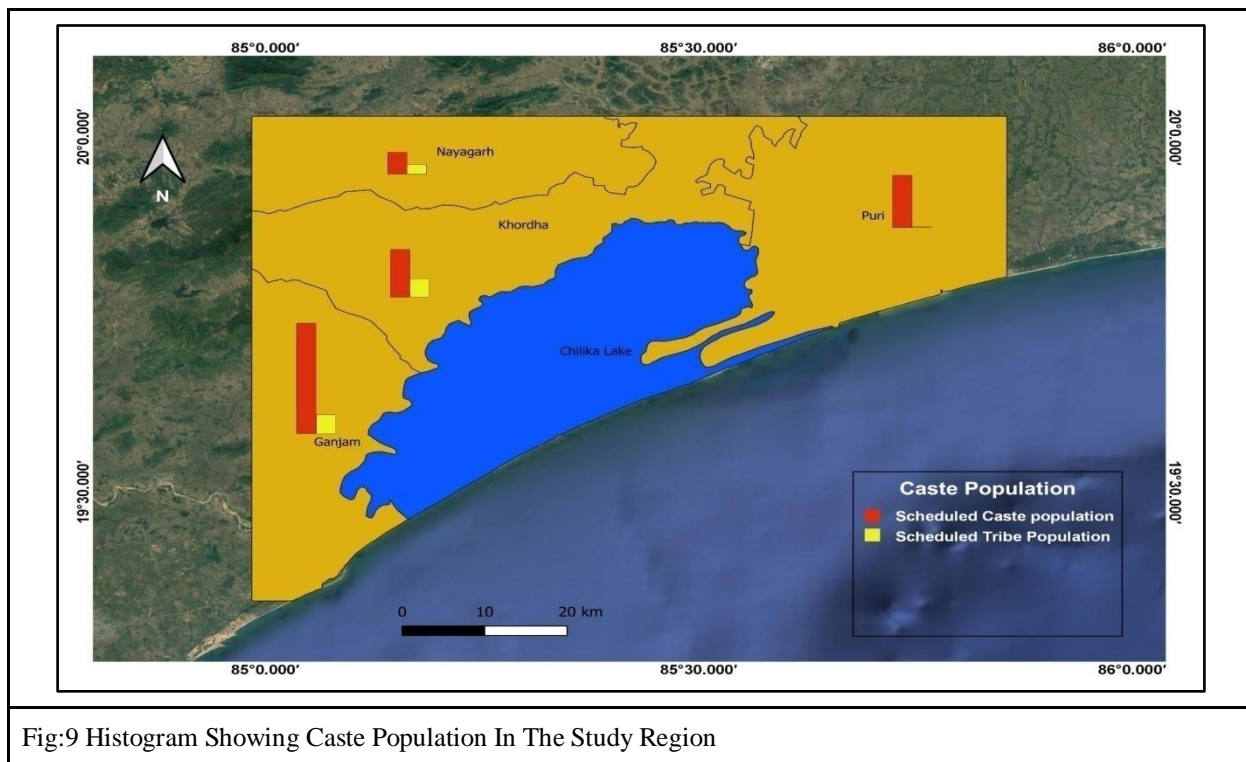 85°0.000′ 85°30.000′ 86°0.000′
20°0.000′ 20°0.000′
N
Nayagarh
Khordha
Puri
Chilika Lake
Ganjam
19°30.000′ 19°30.000′
Caste Population
Scheduled Caste population
Scheduled Tribe Population
0 10 20 km
85°0.000′ 85°30.000′ 86°0.000′
Fig:9 Histogram Showing Caste Population In The Study Region